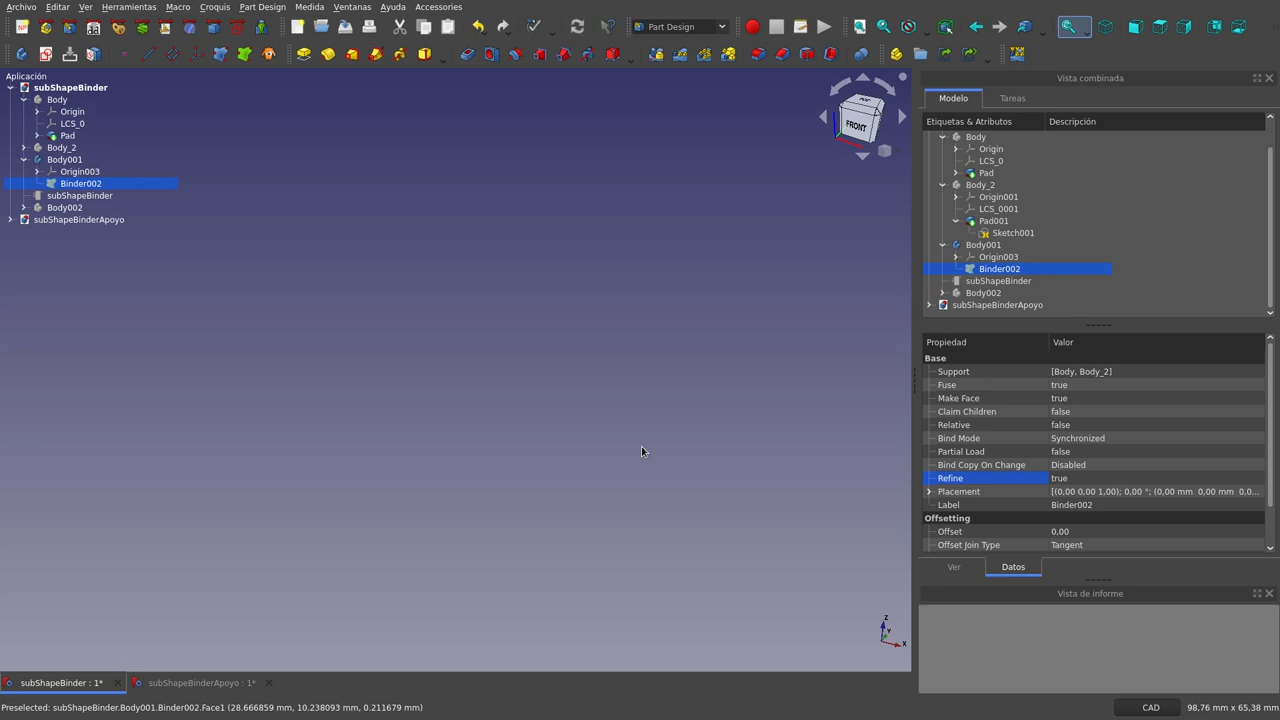 Archivo Editar Ver Herramientas Macro Croquis Part Design Medida Ventanas Ayuda Accessories
Part Design
Aplicación
subShapeBinder
Body
Origin
LCS_0
Pad
Body_2
Body001
Origin003
Binder002
subShapeBinder
Body002
subShapeBinderApoyo
FRONT
Z
Y
X
Vista combinada
Modelo Tareas
Etiquetas & Atributos Descripción
Body
Origin
LCS_0
Pad
Body_2
Origin001
LCS_0001
Pad001
Sketch001
Body001
Origin003
Binder002
subShapeBinder
Body002
subShapeBinderApoyo
Propiedad Valor
Base
Support [Body, Body_2]
Fuse true
Make Face true
Claim Children false
Relative false
Bind Mode Synchronized
Partial Load false
Bind Copy On Change Disabled
Refine true
Placement [(0,00 0,00 1,00); 0,00 °; (0,00 mm 0,00 mm 0,0...
Label Binder002
Offsetting
Offset 0,00
Offset Join Type Tangent
Ver Datos
Vista de informe
subShapeBinder : 1* subShapeBinderApoyo : 1*
Preselected: subShapeBinder.Body001.Binder002.Face1 (28.666859 mm, 10.238093 mm, 0.211679 mm)
CAD 98,76 mm x 65,38 mm